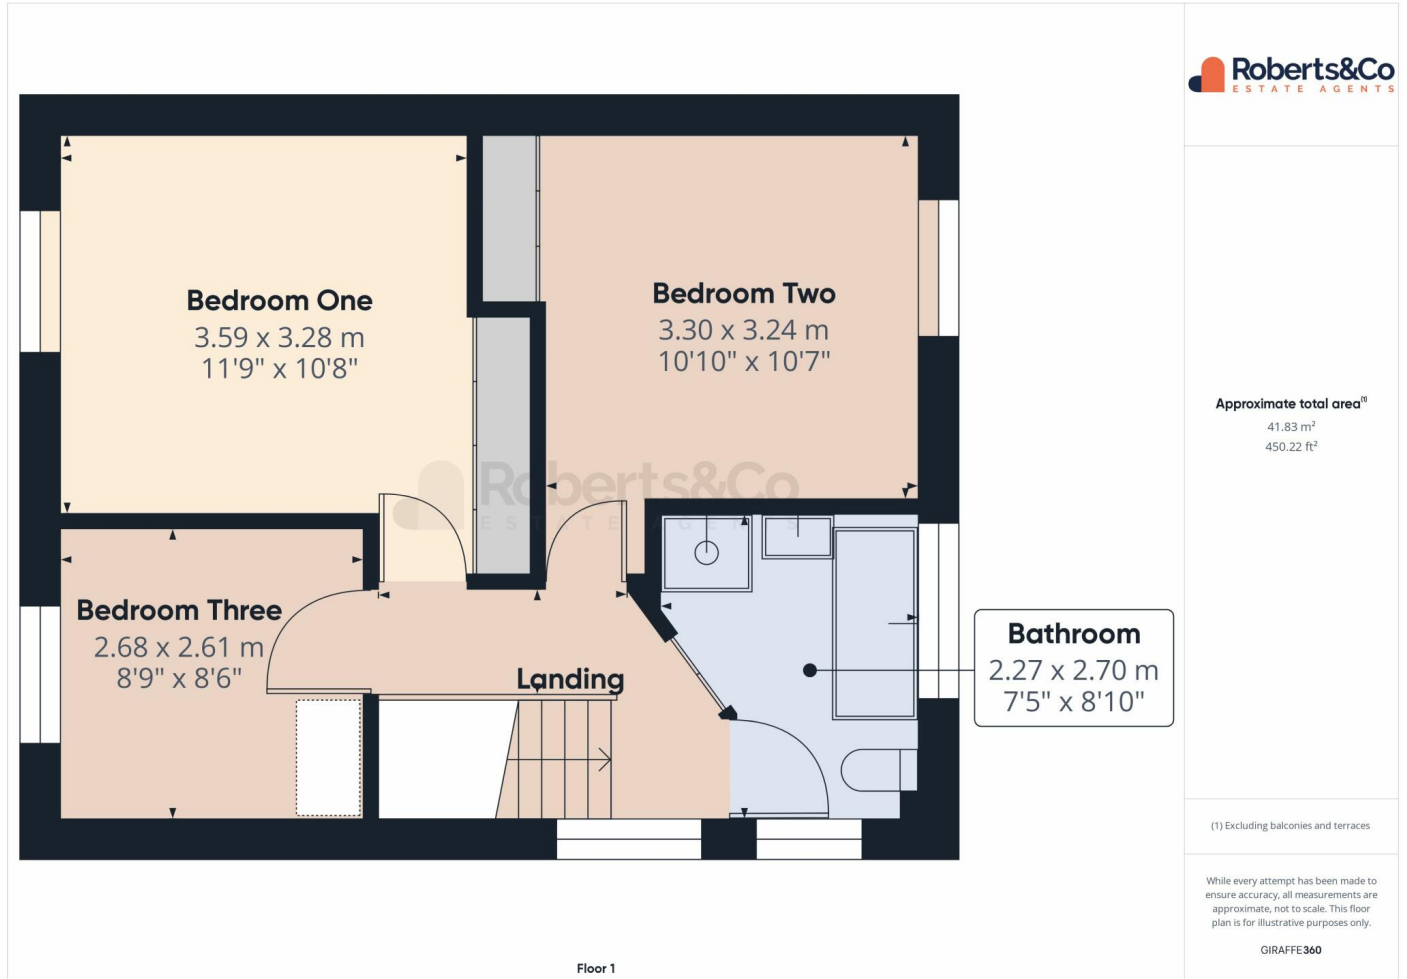 Roberts&Co
ESTATE AGENTS
Bedroom One
3.59 x 3.28 m
11'9" x 10'8"
Bedroom Two
3.30 x 3.24 m
10'10" x 10'7"
Roberts&Co
ESTATE AGENTS
Bedroom Three
2.68 x 2.61 m
8'9" x 8'6"
Landing
Bathroom
2.27 x 2.70 m
7'5" x 8'10"
Approximate total area⁽¹⁾
41.83 m²
450.22 ft²
(1) Excluding balconies and terraces
While every attempt has been made to
ensure accuracy, all measurements are
approximate, not to scale. This floor
plan is for illustrative purposes only.
GIRAFFE360
Floor 1